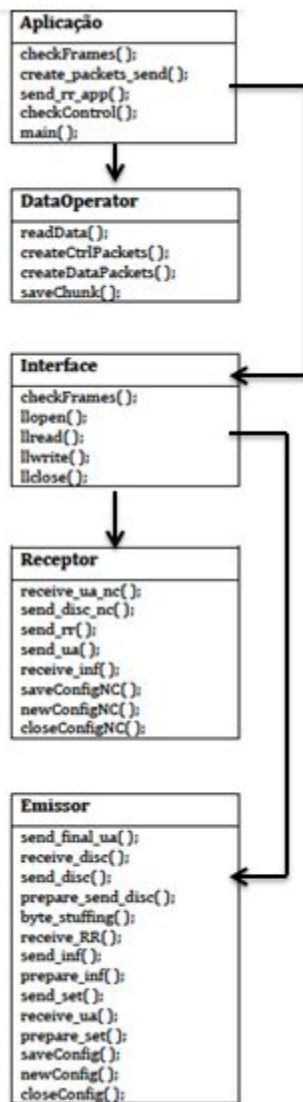 Aplicação
checkFrames();
create_packets_send();
send_rr_app();
checkControl();
main();
DataOperator
readData();
createCtrlPackets();
createDataPackets();
saveChunk();
Interface
checkFrames();
llopen();
llread();
llwrite();
llclose();
Receptor
receive_ua_nc();
send_disc_nc();
send_rr();
send_ua();
receive_inf();
saveConfigNC();
newConfigNC();
closeConfigNC();
Emissor
send_final_ua();
receive_disc();
send_disc();
prepare_send_disc();
byte_stuffing();
receive_RR();
send_inf();
prepare_inf();
send_set();
receive_ua();
prepare_set();
saveConfig();
newConfig();
closeConfig();